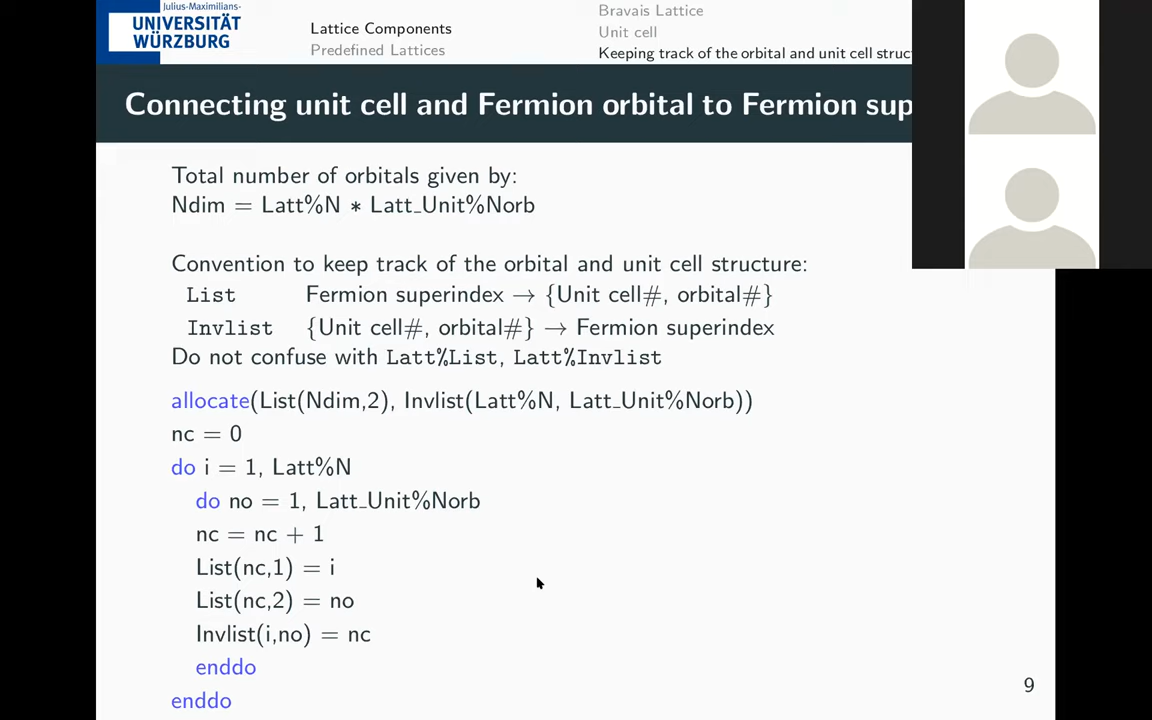 Julius-Maximilians-
UNIVERSITÄT
WÜRZBURG
Lattice Components
Predefined Lattices
Bravais Lattice
Unit cell
Keeping track of the orbital and unit cell struc
Connecting unit cell and Fermion orbital to Fermion sup
Total number of orbitals given by:
Ndim = Latt%N * Latt_Unit%Norb
Convention to keep track of the orbital and unit cell structure:
List Fermion superindex → {Unit cell#, orbital#}
Invlist {Unit cell#, orbital#} → Fermion superindex
Do not confuse with Latt%List, Latt%Invlist
allocate(List(Ndim,2), Invlist(Latt%N, Latt_Unit%Norb))
nc = 0
do i = 1, Latt%N
do no = 1, Latt_Unit%Norb
nc = nc + 1
List(nc,1) = i
List(nc,2) = no
Invlist(i,no) = nc
enddo
enddo
9